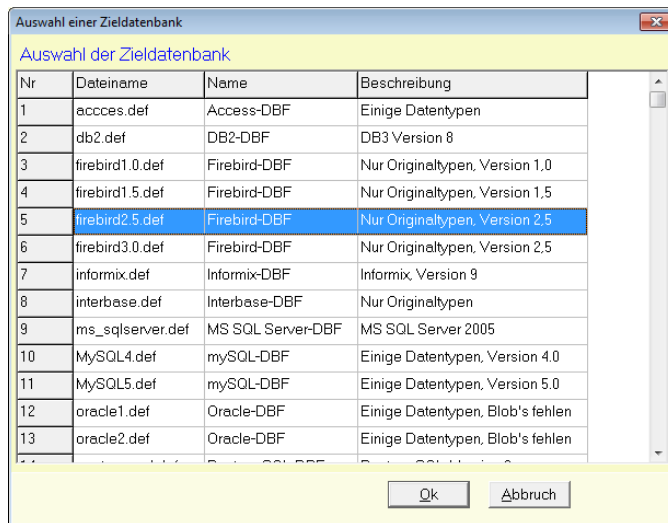 Auswahl einer Zieldatenbank
Auswahl der Zieldatenbank
Nr Dateiname Name Beschreibung
1 accces.def Access-DBF Einige Datentypen
2 db2.def DB2-DBF DB3 Version 8
3 firebird1.0.def Firebird-DBF Nur Originaltypen, Version 1,0
4 firebird1.5.def Firebird-DBF Nur Originaltypen, Version 1,5
5 firebird2.5.def Firebird-DBF Nur Originaltypen, Version 2,5
6 firebird3.0.def Firebird-DBF Nur Originaltypen, Version 2,5
7 informix.def Informix-DBF Informix, Version 9
8 interbase.def Interbase-DBF Nur Originaltypen
9 ms_sqlserver.def MS SQL Server-DBF MS SQL Server 2005
10 MySQL4.def mySQL-DBF Einige Datentypen, Version 4.0
11 MySQL5.def mySQL-DBF Einige Datentypen, Version 5.0
12 oracle1.def Oracle-DBF Einige Datentypen, Blob's fehlen
13 oracle2.def Oracle-DBF Einige Datentypen, Blob's fehlen
Ok Abbruch